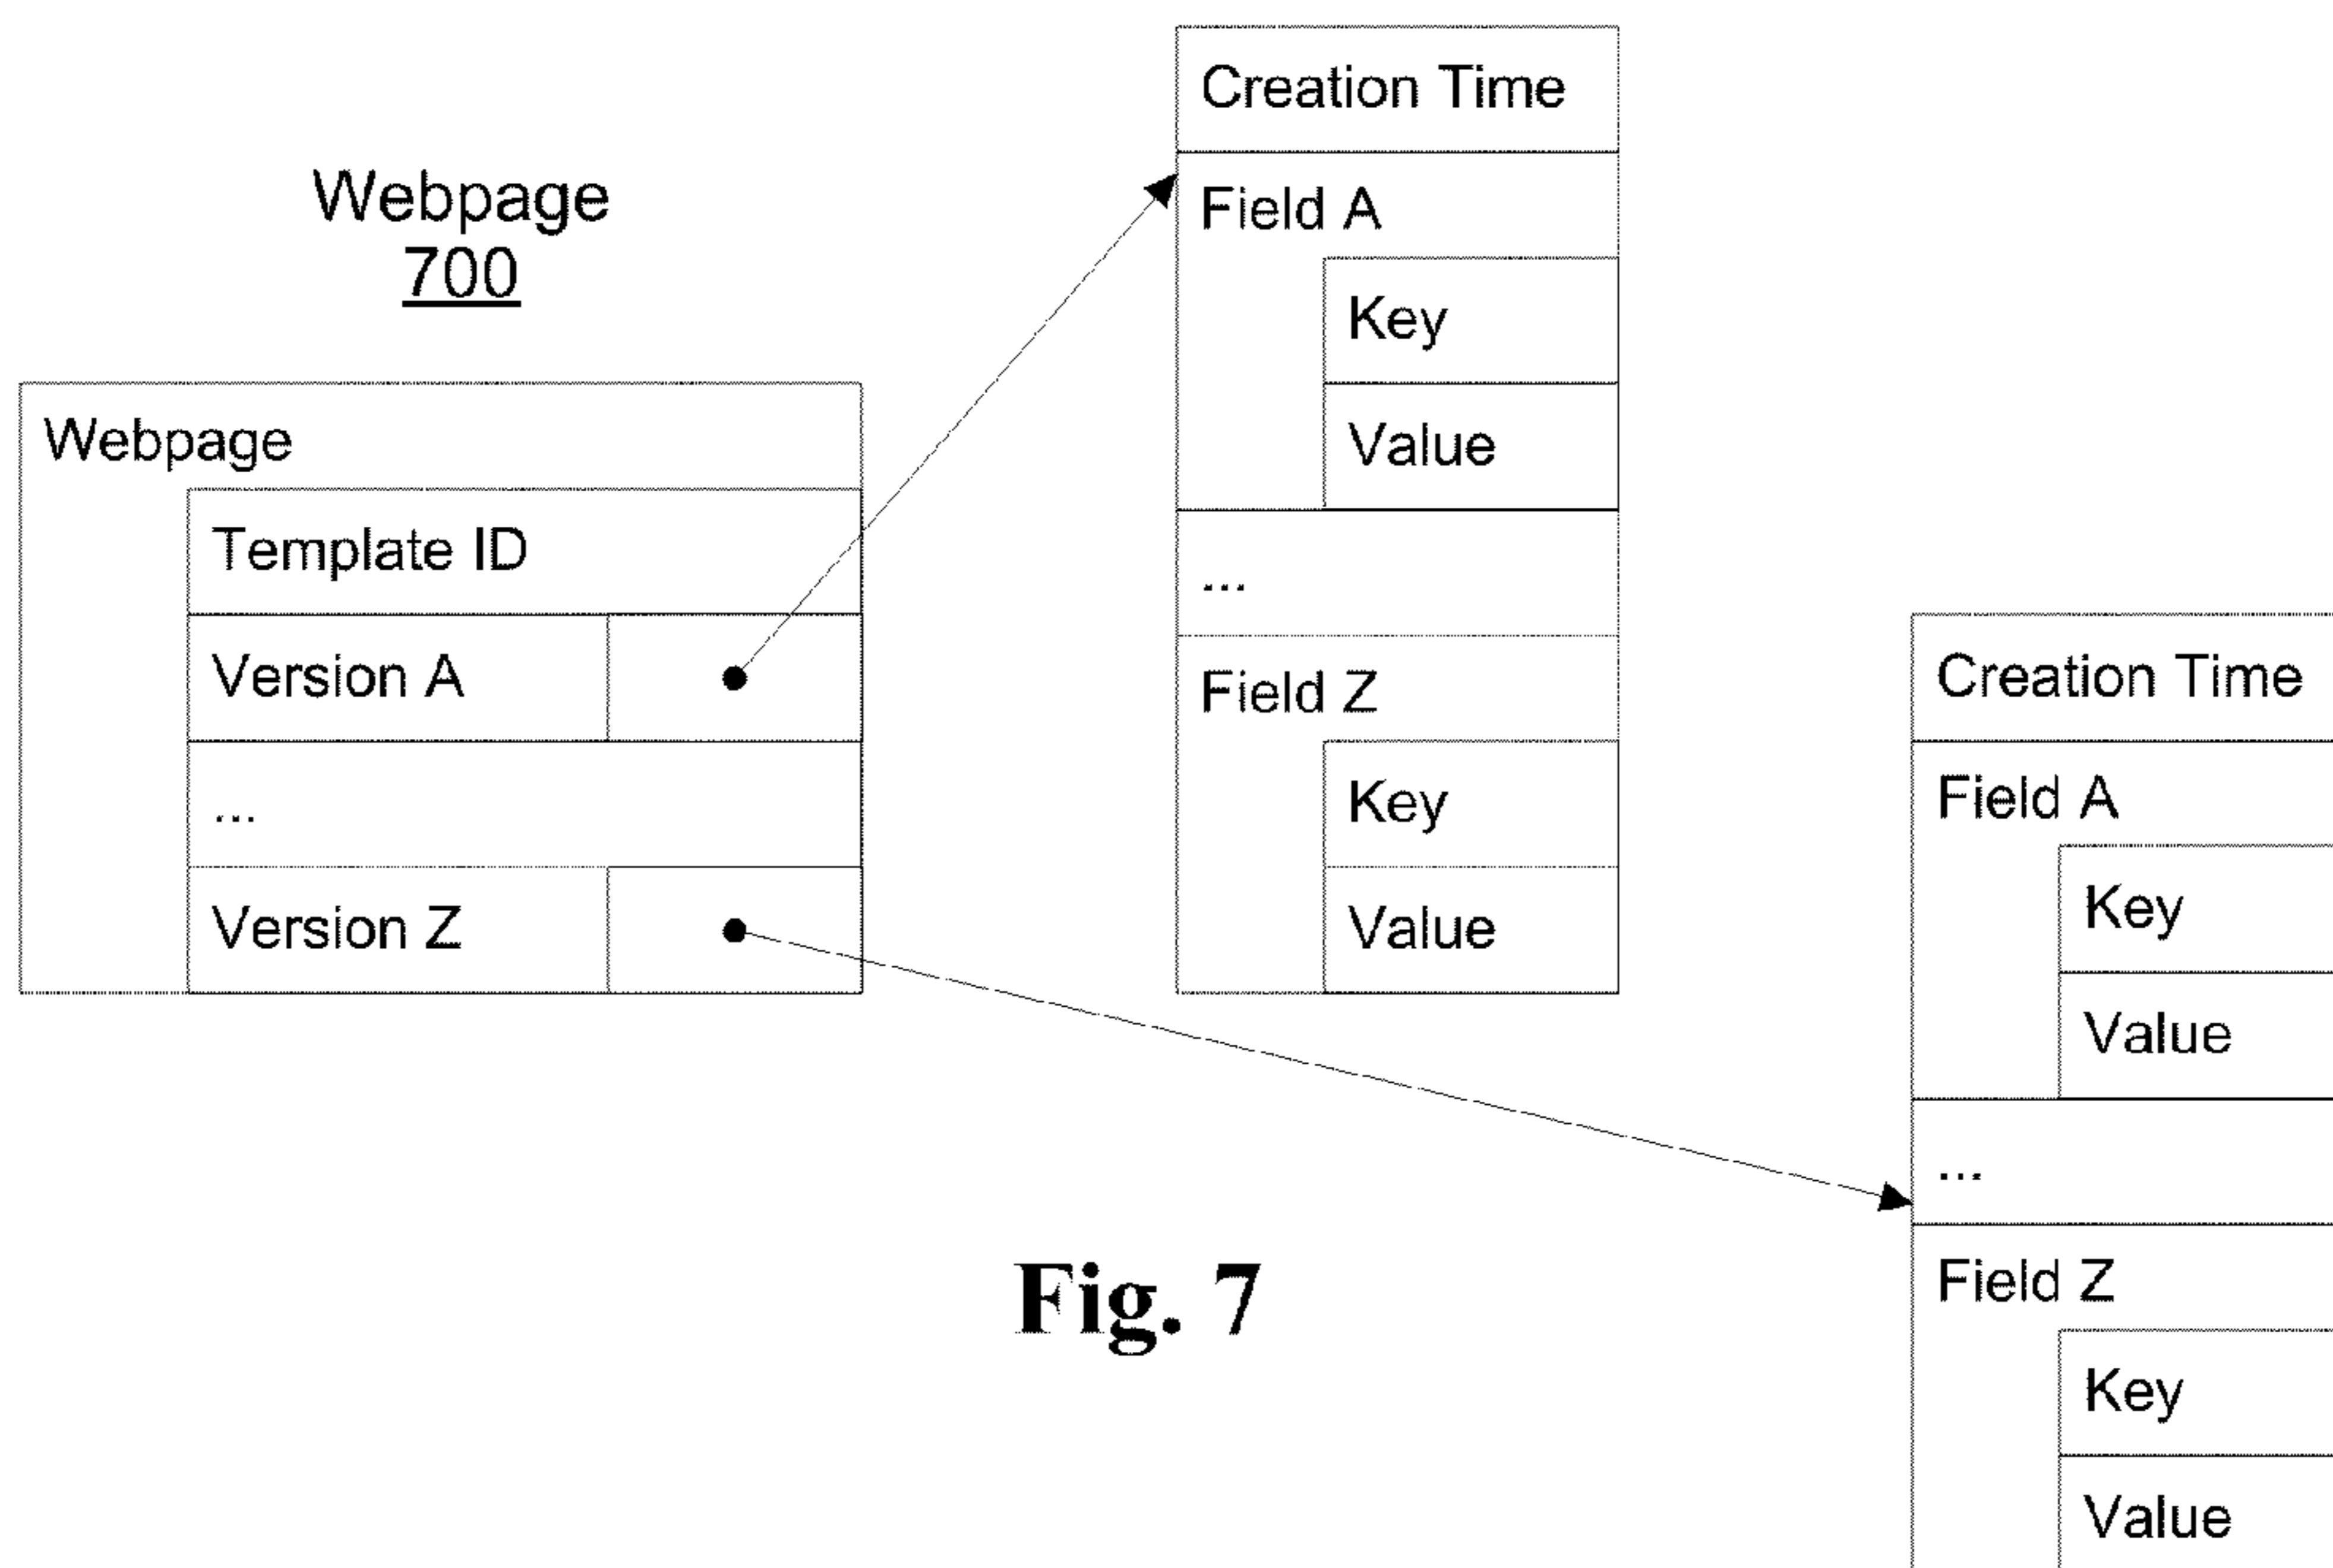 Webpage
700
Webpage
Template ID
Version A
...
Version Z
Creation Time
Field A
Key
Value
...
Field Z
Key
Value
Creation Time
Field A
Key
Value
...
Field Z
Key
Value
Fig. 7